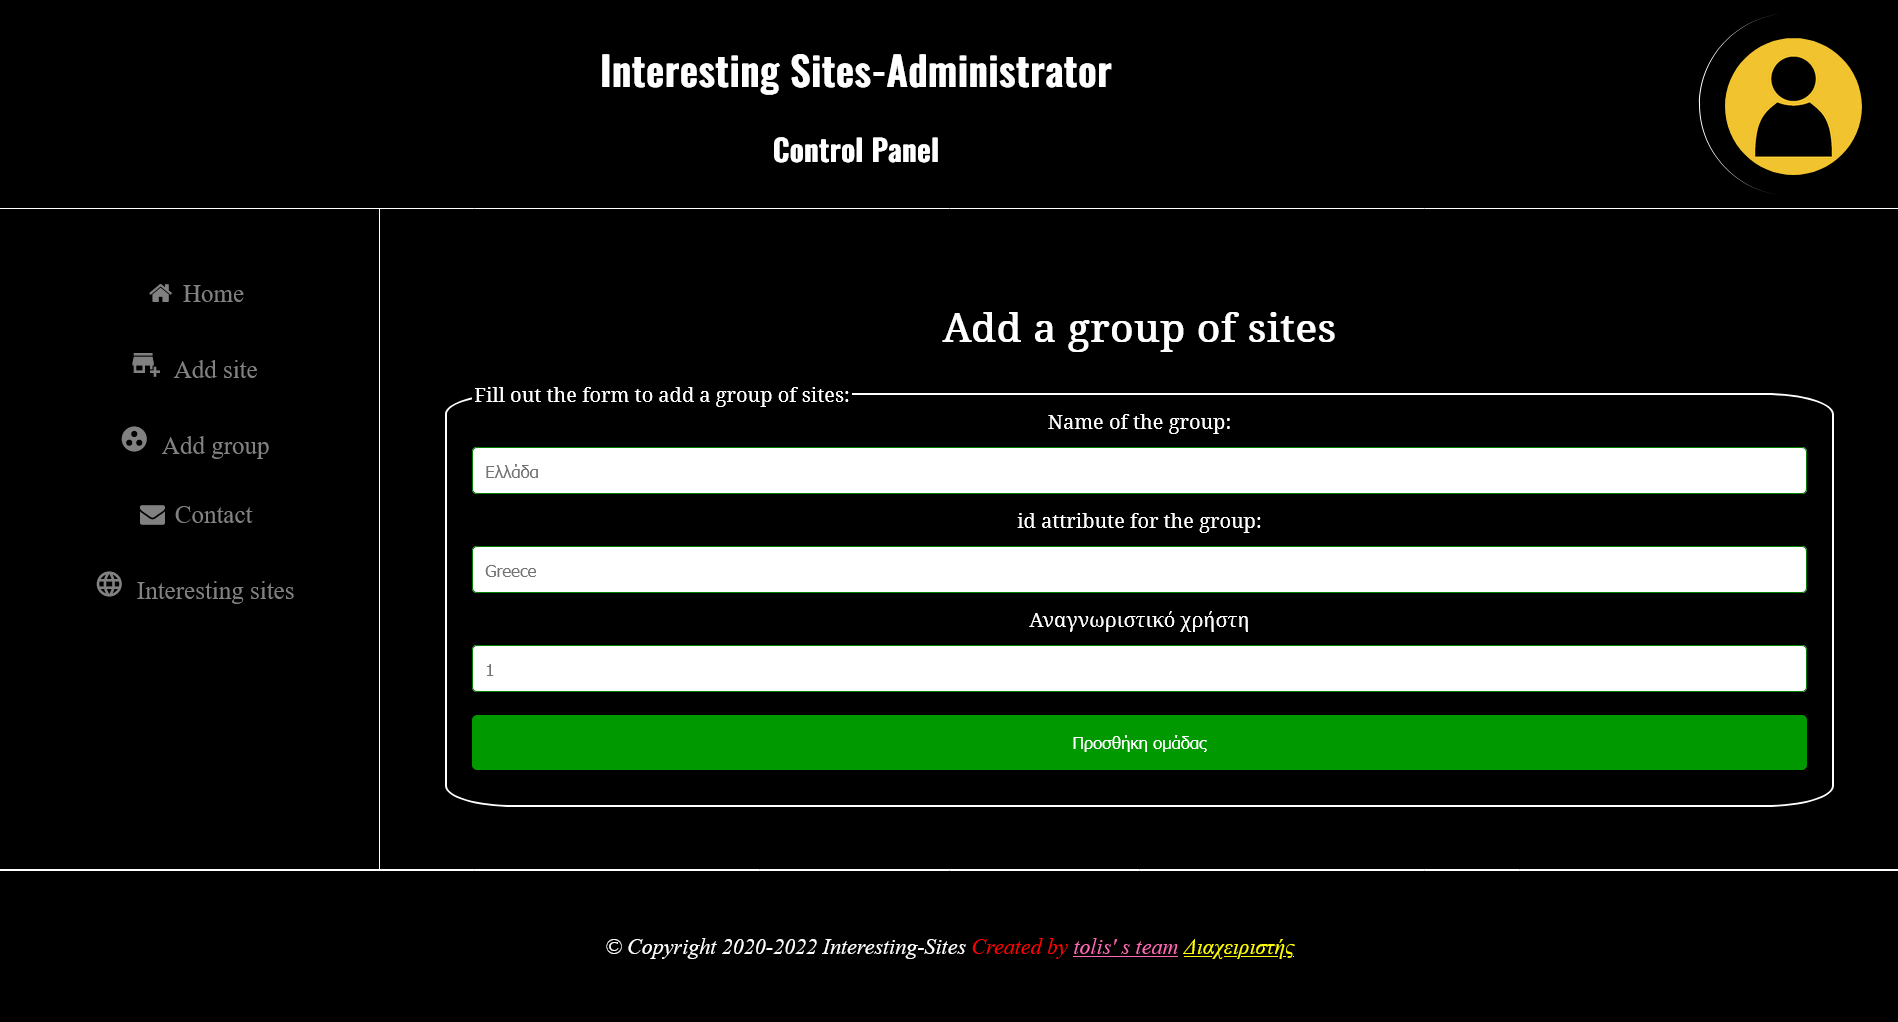 Interesting Sites-Administrator
Control Panel
Home
Add site
Add group
Contact
Interesting sites
Add a group of sites
Fill out the form to add a group of sites:
Name of the group:
Ελλάδα
id attribute for the group:
Greece
Αναγνωριστικό χρήστη
1
Προσθήκη ομάδας
© Copyright 2020-2022 Interesting-Sites Created by tolis' s team Διαχειριστής